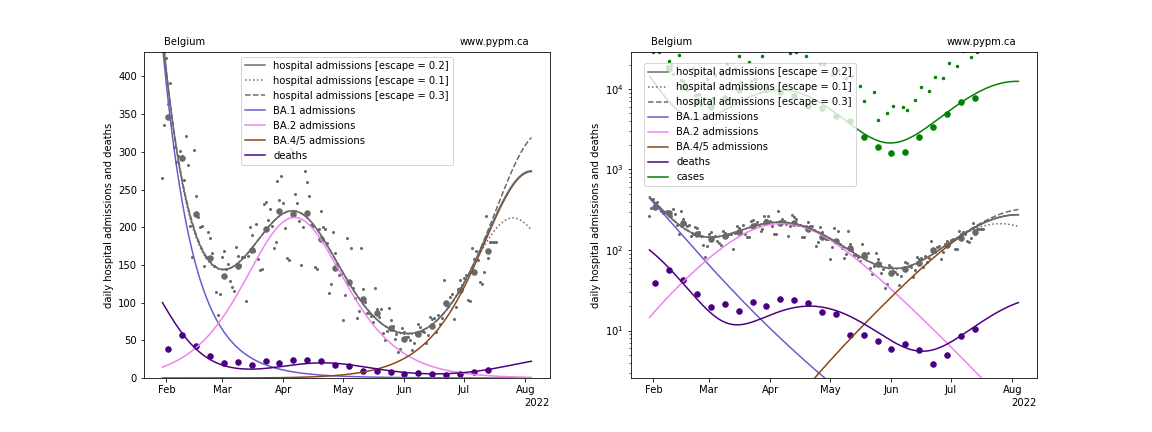 Belgium www.pypm.ca
daily hospital admissions and deaths
400
350
300
250
200
150
100
50
0
hospital admissions [escape = 0.2]
hospital admissions [escape = 0.1]
hospital admissions [escape = 0.3]
BA.1 admissions
BA.2 admissions
BA.4/5 admissions
deaths
Feb Mar Apr May Jun Jul Aug
2022
Belgium www.pypm.ca
daily hospital admissions and deaths
10⁴
10³
10²
10¹
hospital admissions [escape = 0.2]
hospital admissions [escape = 0.1]
hospital admissions [escape = 0.3]
BA.1 admissions
BA.2 admissions
BA.4/5 admissions
deaths
cases
Feb Mar Apr May Jun Jul Aug
2022